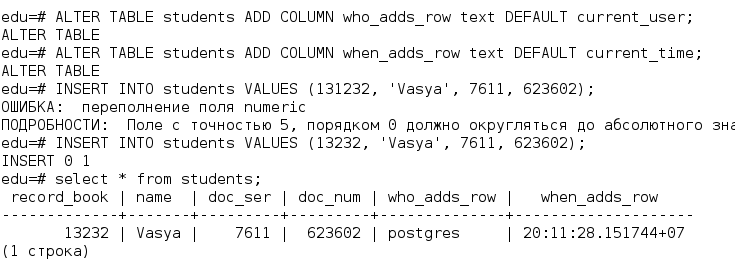 edu=# ALTER TABLE students ADD COLUMN who_adds_row text DEFAULT current_user;
ALTER TABLE
edu=# ALTER TABLE students ADD COLUMN when_adds_row text DEFAULT current_time;
ALTER TABLE
edu=# INSERT INTO students VALUES (131232, 'Vasya', 7611, 623602);
ОШИБКА:  переполнение поля numeric
ПОДРОБНОСТИ:  Поле с точностью 5, порядком 0 должно округляться до абсолютного
edu=# INSERT INTO students VALUES (13232, 'Vasya', 7611, 623602);
INSERT 0 1
edu=# select * from students;
 record_book | name  | doc_ser | doc_num | who_adds_row |   when_adds_row
-------------+-------+---------+---------+--------------+--------------------
       13232 | Vasya |    7611 |  623602 | postgres     | 20:11:28.151744+07
(1 строка)